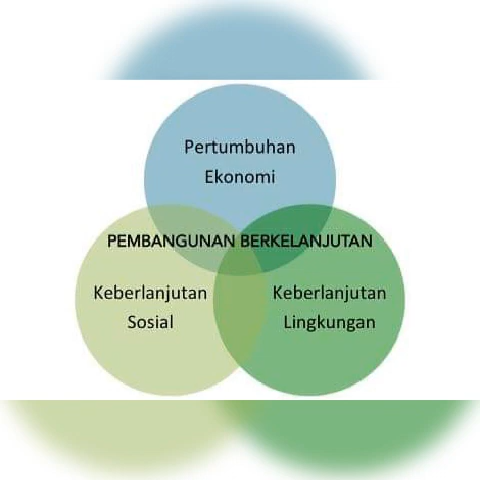 Pertumbuhan
Ekonomi
PEMBANGUNAN BERKELANJUTAN
Keberlanjutan
Sosial
Keberlanjutan
Lingkungan